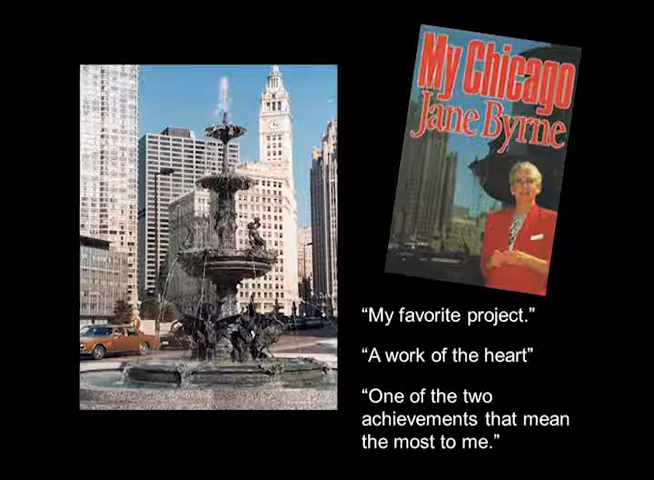 My Chicago
Jane Byrne
“My favorite project.”
“A work of the heart”
“One of the two
achievements that mean
the most to me.”